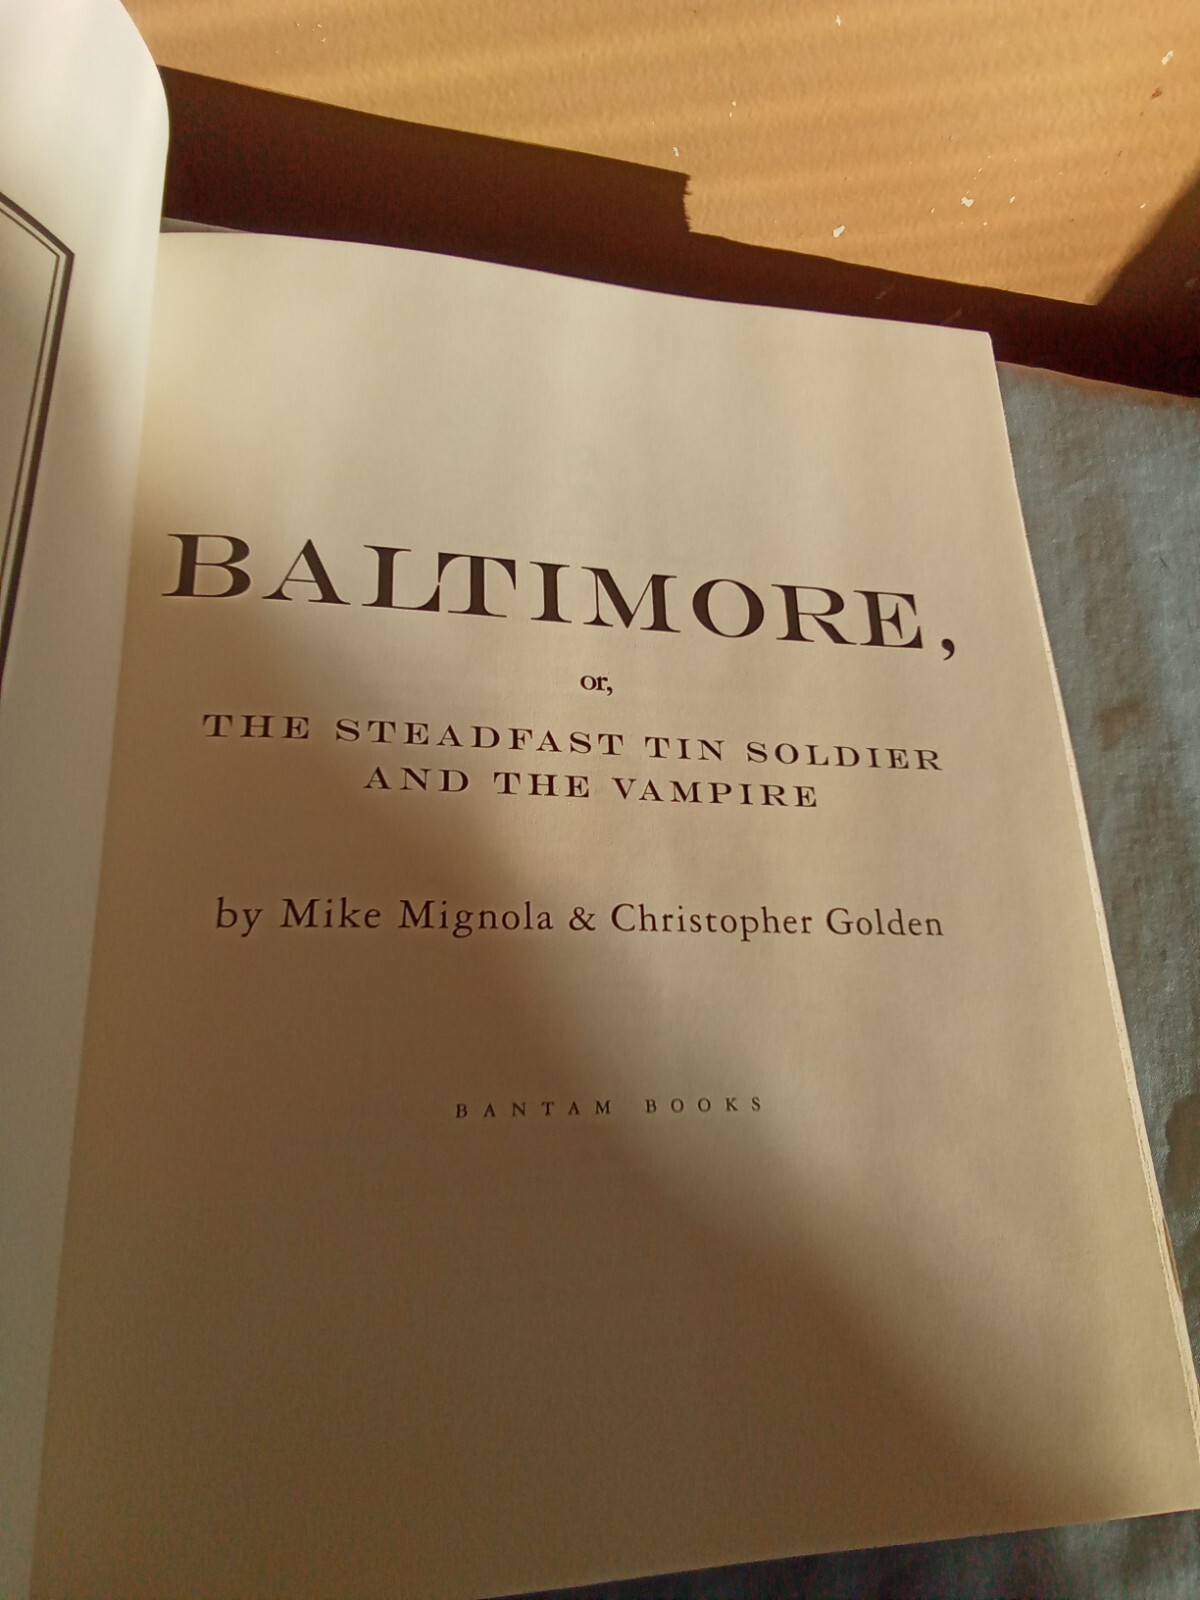 BALTIMORE,
or,
THE STEADFAST TIN SOLDIER
AND THE VAMPIRE
by Mike Mignola & Christopher Golden
BANTAM BOOKS